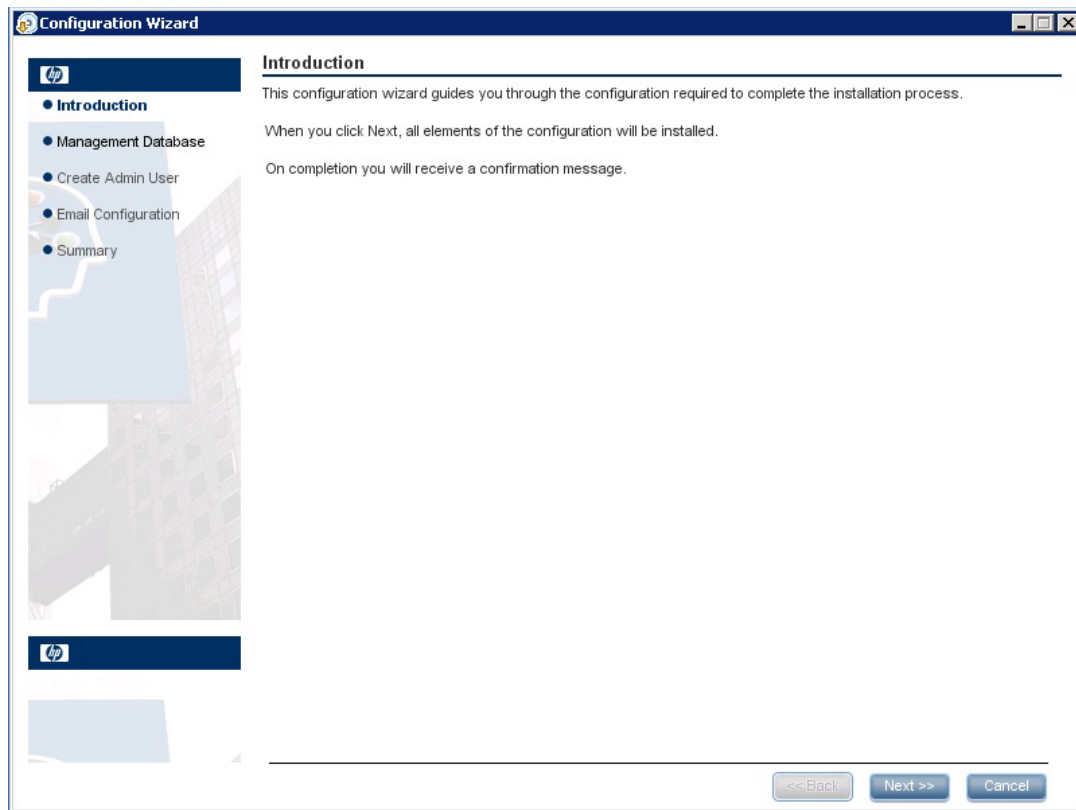 Configuration Wizard
hp
Introduction
Management Database
Create Admin User
Email Configuration
Summary
hp
Introduction
This configuration wizard guides you through the configuration required to complete the installation process.
When you click Next, all elements of the configuration will be installed.
On completion you will receive a confirmation message.
<< Back
Next >>
Cancel